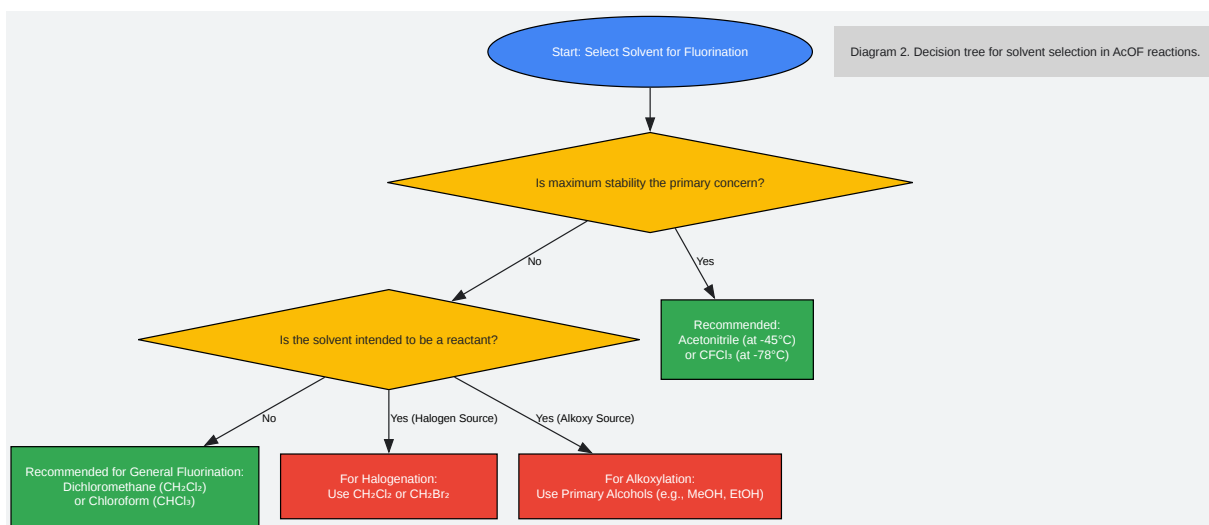 Start: Select Solvent for Fluorination
Diagram 2. Decision tree for solvent selection in AcOF reactions.
Is maximum stability the primary concern?
No
Yes
Is the solvent intended to be a reactant?
Recommended:
Acetonitrile (at -45°C)
or CFCl₃ (at -78°C)
No
Yes (Halogen Source)
Yes (Alkoxy Source)
Recommended for General Fluorination:
Dichloromethane (CH₂Cl₂)
or Chloroform (CHCl₃)
For Halogenation:
Use CH₂Cl₂ or CH₂Br₂
For Alkoxylation:
Use Primary Alcohols (e.g., MeOH, EtOH)